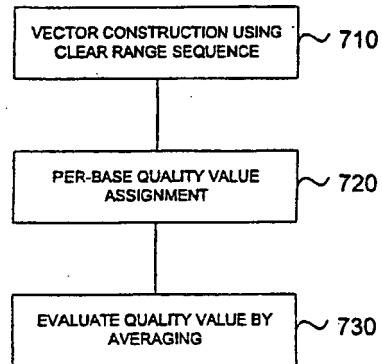 VECTOR CONSTRUCTION USING
CLEAR RANGE SEQUENCE
710
PER-BASE QUALITY VALUE
ASSIGNMENT
720
EVALUATE QUALITY VALUE BY
AVERAGING
730